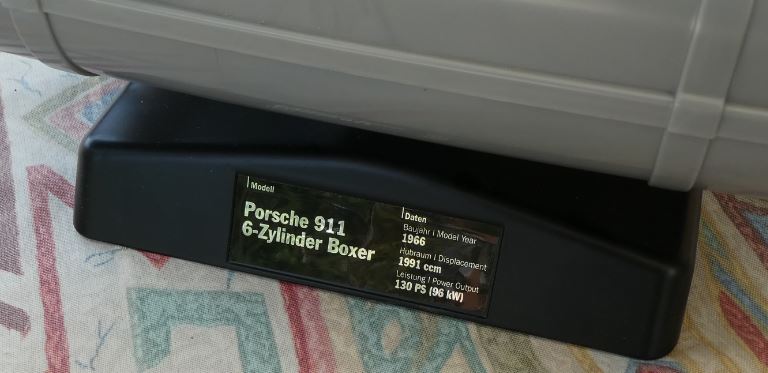 Modell
Porsche 911
6-Zylinder Boxer
Daten
Baujahr | Model Year
1966
Hubraum | Displacement
1991 ccm
Leistung | Power Output
130 PS (96 kW)